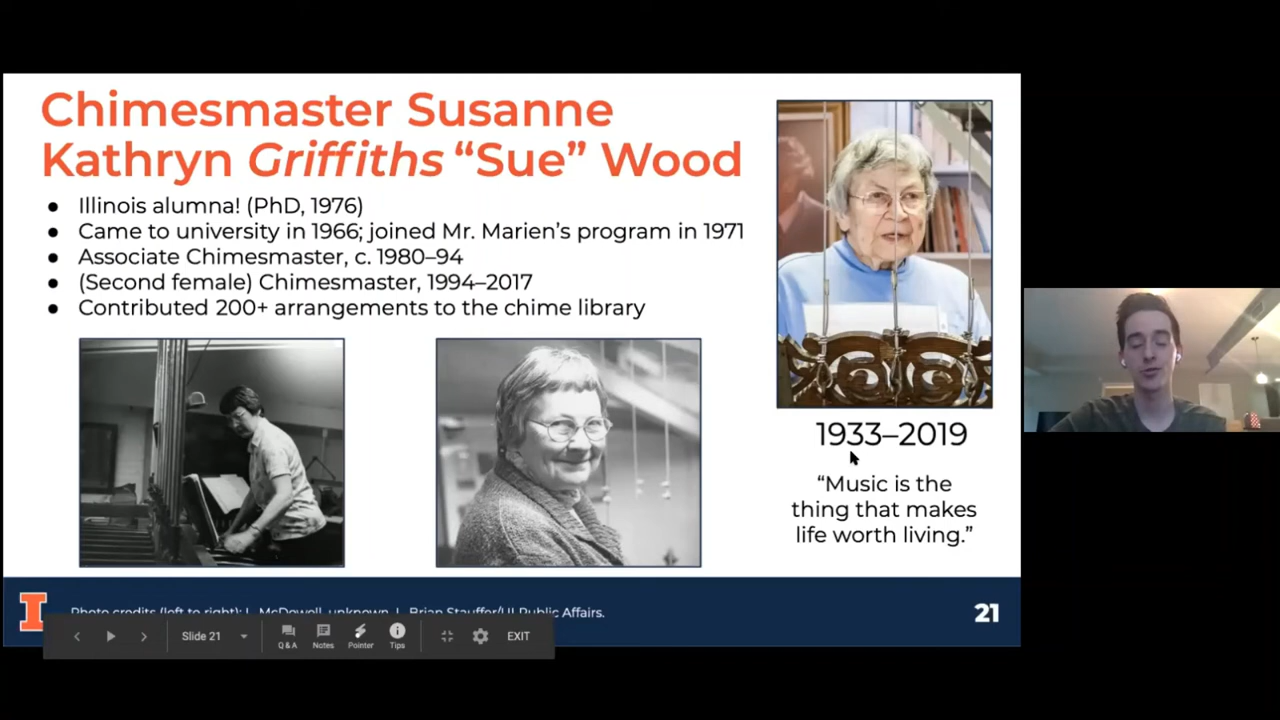 Chimesmaster Susanne
Kathryn Griffiths “Sue” Wood
● Illinois alumna! (PhD, 1976)
● Came to university in 1966; joined Mr. Marien’s program in 1971
● Associate Chimesmaster, c. 1980–94
● (Second female) Chimesmaster, 1994–2017
● Contributed 200+ arrangements to the chime library
1933–2019
“Music is the
thing that makes
life worth living.”
Photo credits (left to right): McDowell, unknown, Brian Stauffer/UI Public Affairs.
21
I
Slide 21
Q & A
Notes
Pointer
Tips
EXIT